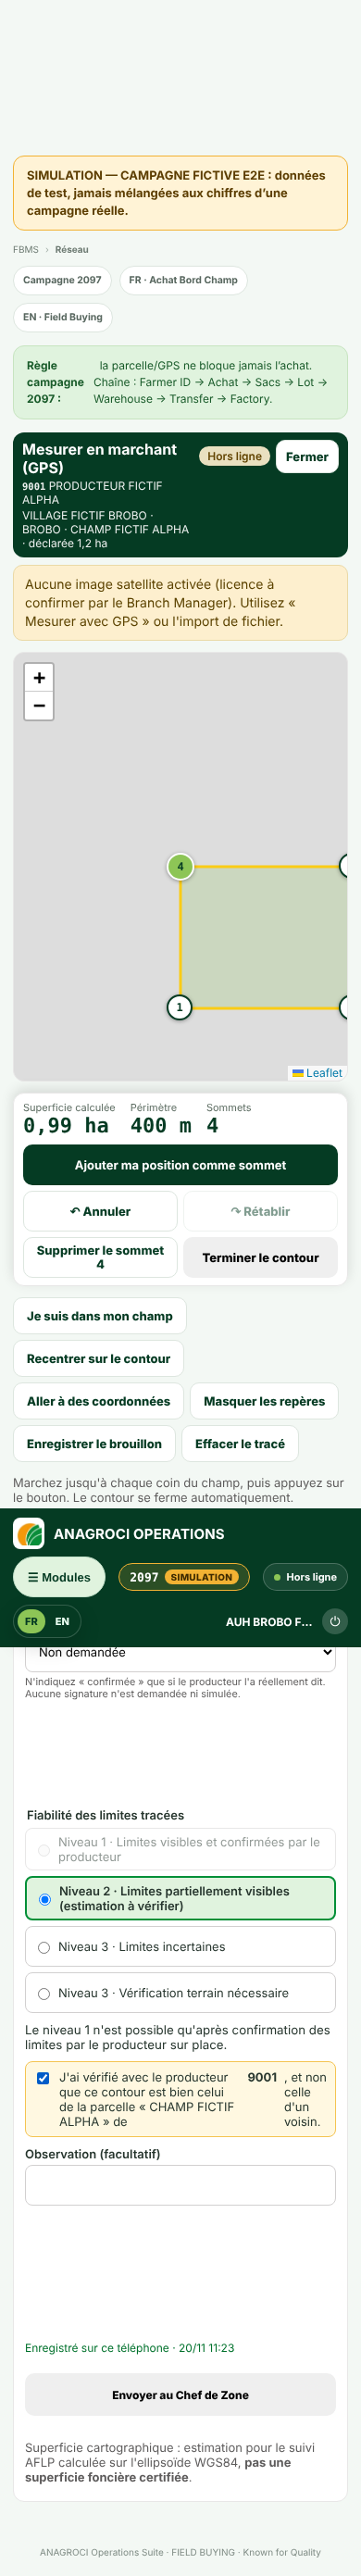 SIMULATION — CAMPAGNE FICTIVE E2E : données
de test, jamais mélangées aux chiffres d’une
campagne réelle.
FBMS › Réseau
Campagne 2097
FR · Achat Bord Champ
EN · Field Buying
Règle campagne 2097 :
la parcelle/GPS ne bloque jamais l’achat.
Chaîne : Farmer ID → Achat → Sacs → Lot →
Warehouse → Transfer → Factory.
Mesurer en marchant
(GPS)
Hors ligne
Fermer
9001 PRODUCTEUR FICTIF
ALPHA
VILLAGE FICTIF BROBO ·
BROBO · CHAMP FICTIF ALPHA
· déclarée 1,2 ha
Aucune image satellite activée (licence à
confirmer par le Branch Manager). Utilisez «
Mesurer avec GPS » ou l'import de fichier.
+
−
4
1
Leaflet
Superficie calculée
0,99 ha
Périmètre
400 m
Sommets
4
Ajouter ma position comme sommet
↶ Annuler
↷ Rétablir
Supprimer le sommet
4
Terminer le contour
Je suis dans mon champ
Recentrer sur le contour
Aller à des coordonnées
Masquer les repères
Enregistrer le brouillon
Effacer le tracé
Marchez jusqu'à chaque coin du champ, puis appuyez sur
le bouton. Le contour se ferme automatiquement.
ANAGROCI OPERATIONS
☰ Modules
2097 SIMULATION
Hors ligne
FR EN
AUH BROBO F…
Non demandée
N'indiquez « confirmée » que si le producteur l'a réellement dit.
Aucune signature n'est demandée ni simulée.
Fiabilité des limites tracées
Niveau 1 · Limites visibles et confirmées par le
producteur
Niveau 2 · Limites partiellement visibles
(estimation à vérifier)
Niveau 3 · Limites incertaines
Niveau 3 · Vérification terrain nécessaire
Le niveau 1 n'est possible qu'après confirmation des
limites par le producteur sur place.
J'ai vérifié avec le producteur
que ce contour est bien celui
de la parcelle « CHAMP FICTIF
ALPHA » de
9001
, et non
celle
d'un
voisin.
Observation (facultatif)
Enregistré sur ce téléphone · 20/11 11:23
Envoyer au Chef de Zone
Superficie cartographique : estimation pour le suivi
AFLP calculée sur l'ellipsoïde WGS84, pas une
superficie foncière certifiée.
ANAGROCI Operations Suite · FIELD BUYING · Known for Quality